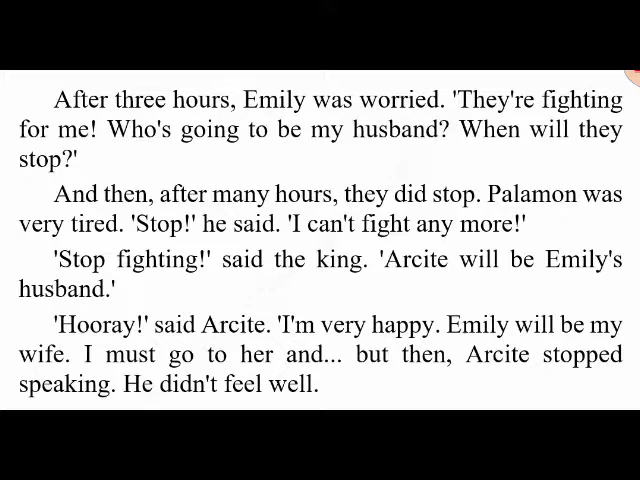 After three hours, Emily was worried. 'They're fighting
for me! Who's going to be my husband? When will they
stop?'
And then, after many hours, they did stop. Palamon was
very tired. 'Stop!' he said. 'I can't fight any more!'
'Stop fighting!' said the king. 'Arcite will be Emily's
husband.'
'Hooray!' said Arcite. 'I'm very happy. Emily will be my
wife. I must go to her and... but then, Arcite stopped
speaking. He didn't feel well.